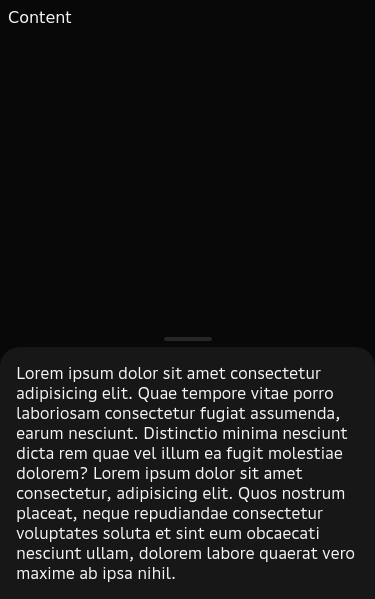 Content
Lorem ipsum dolor sit amet consectetur
adipisicing elit. Quae tempore vitae porro
laboriosam consectetur fugiat assumenda,
earum nesciunt. Distinctio minima nesciunt
dicta rem quae vel illum ea fugit molestiae
dolorem? Lorem ipsum dolor sit amet
consectetur, adipisicing elit. Quos nostrum
placeat, neque repudiandae consectetur
voluptates soluta et sint eum obcaecati
nesciunt ullam, dolorem labore quaerat vero
maxime ab ipsa nihil.